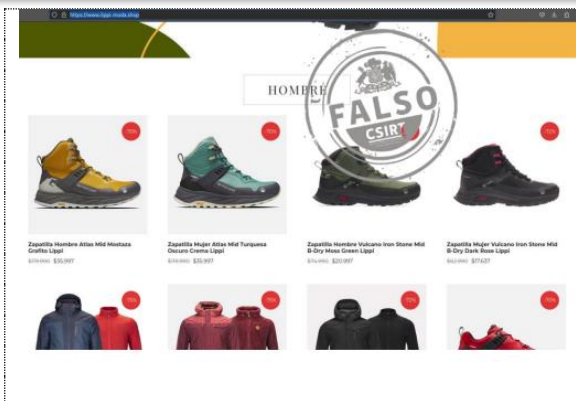 https://www.lippi-moda.shop
HOMBRE
FALSO
CSIRT
-70%
-70%
-70%
Zapatilla Hombre Atlas Mid Mostaza
Grafito Lippi
$35.997
Zapatilla Mujer Atlas Mid Turquesa
Oscuro Crema Lippi
$35.997
Zapatilla Hombre Vulcano Iron Stone Mid
B-Dry Moss Green Lippi
$20.997
Zapatilla Mujer Vulcano Iron Stone Mid
B-Dry Dark Rose Lippi
$17.637
-70%
-70%
-70%
-70%